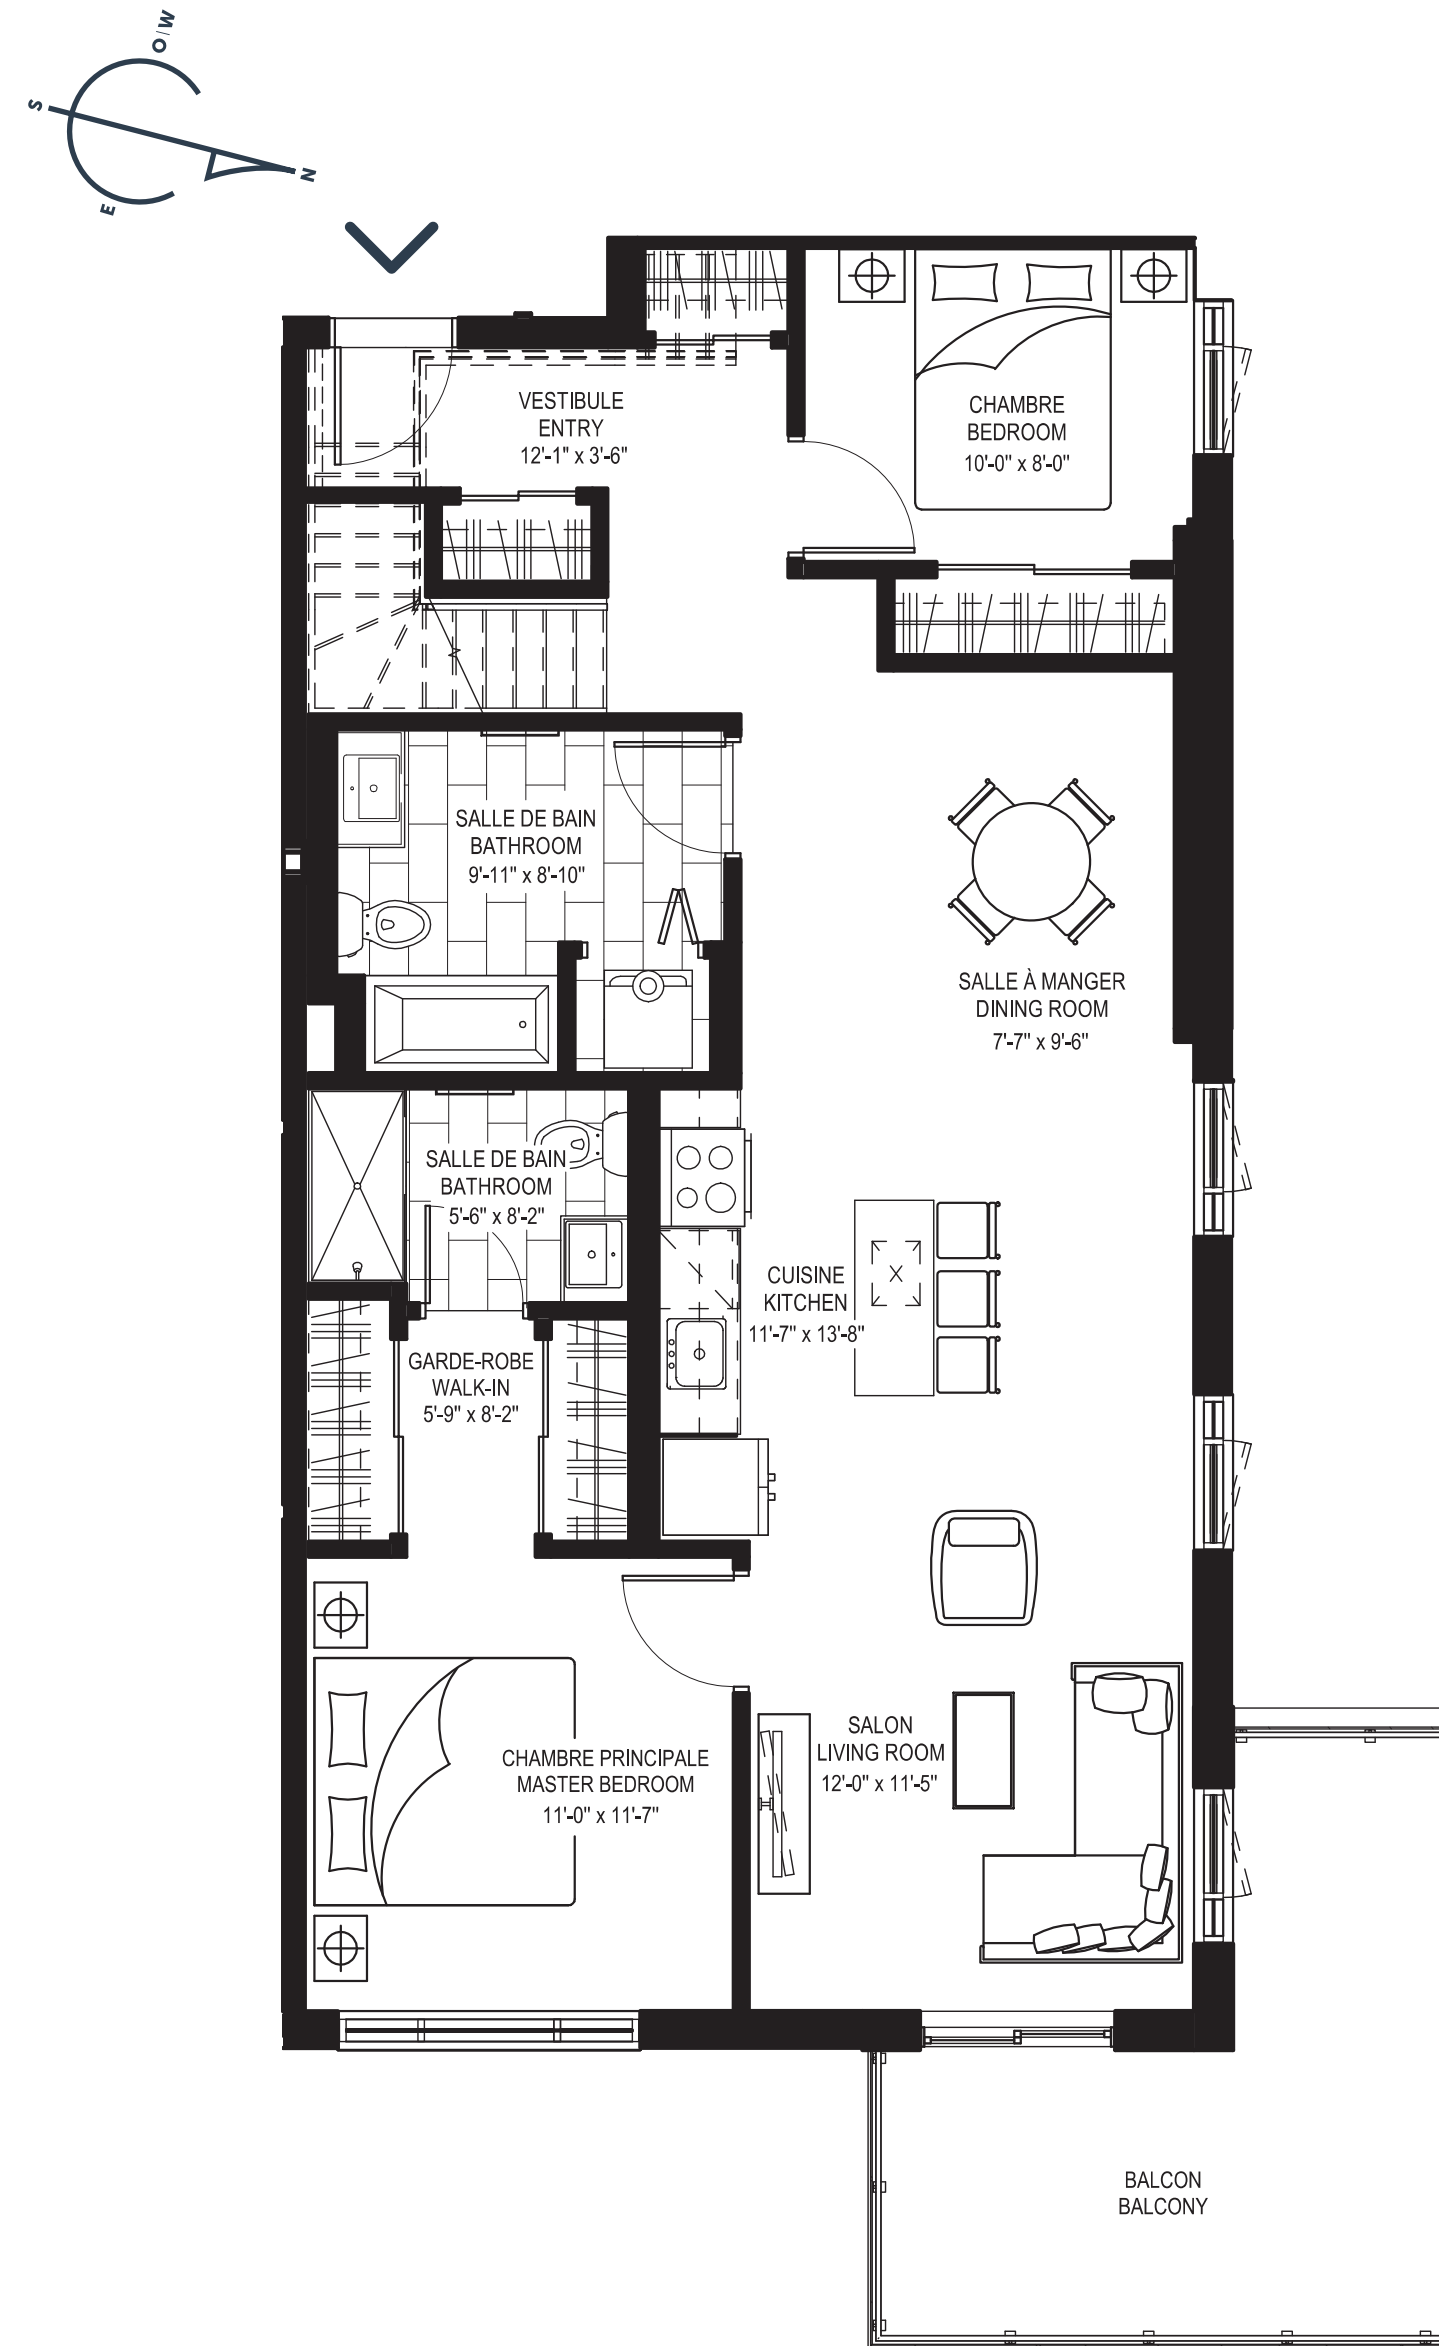 O|W
S
N
E
VESTIBULE
ENTRY
12'-1" x 3'-6"
CHAMBRE
BEDROOM
10'-0" x 8'-0"
SALLE DE BAIN
BATHROOM
9'-11" x 8'-10"
SALLE À MANGER
DINING ROOM
7'-7" x 9'-6"
SALLE DE BAIN
BATHROOM
5'-6" x 8'-2"
CUISINE
KITCHEN
11'-7" x 13'-8"
GARDE-ROBE
WALK-IN
5'-9" x 8'-2"
SALON
LIVING ROOM
12'-0" x 11'-5"
CHAMBRE PRINCIPALE
MASTER BEDROOM
11'-0" x 11'-7"
BALCON
BALCONY